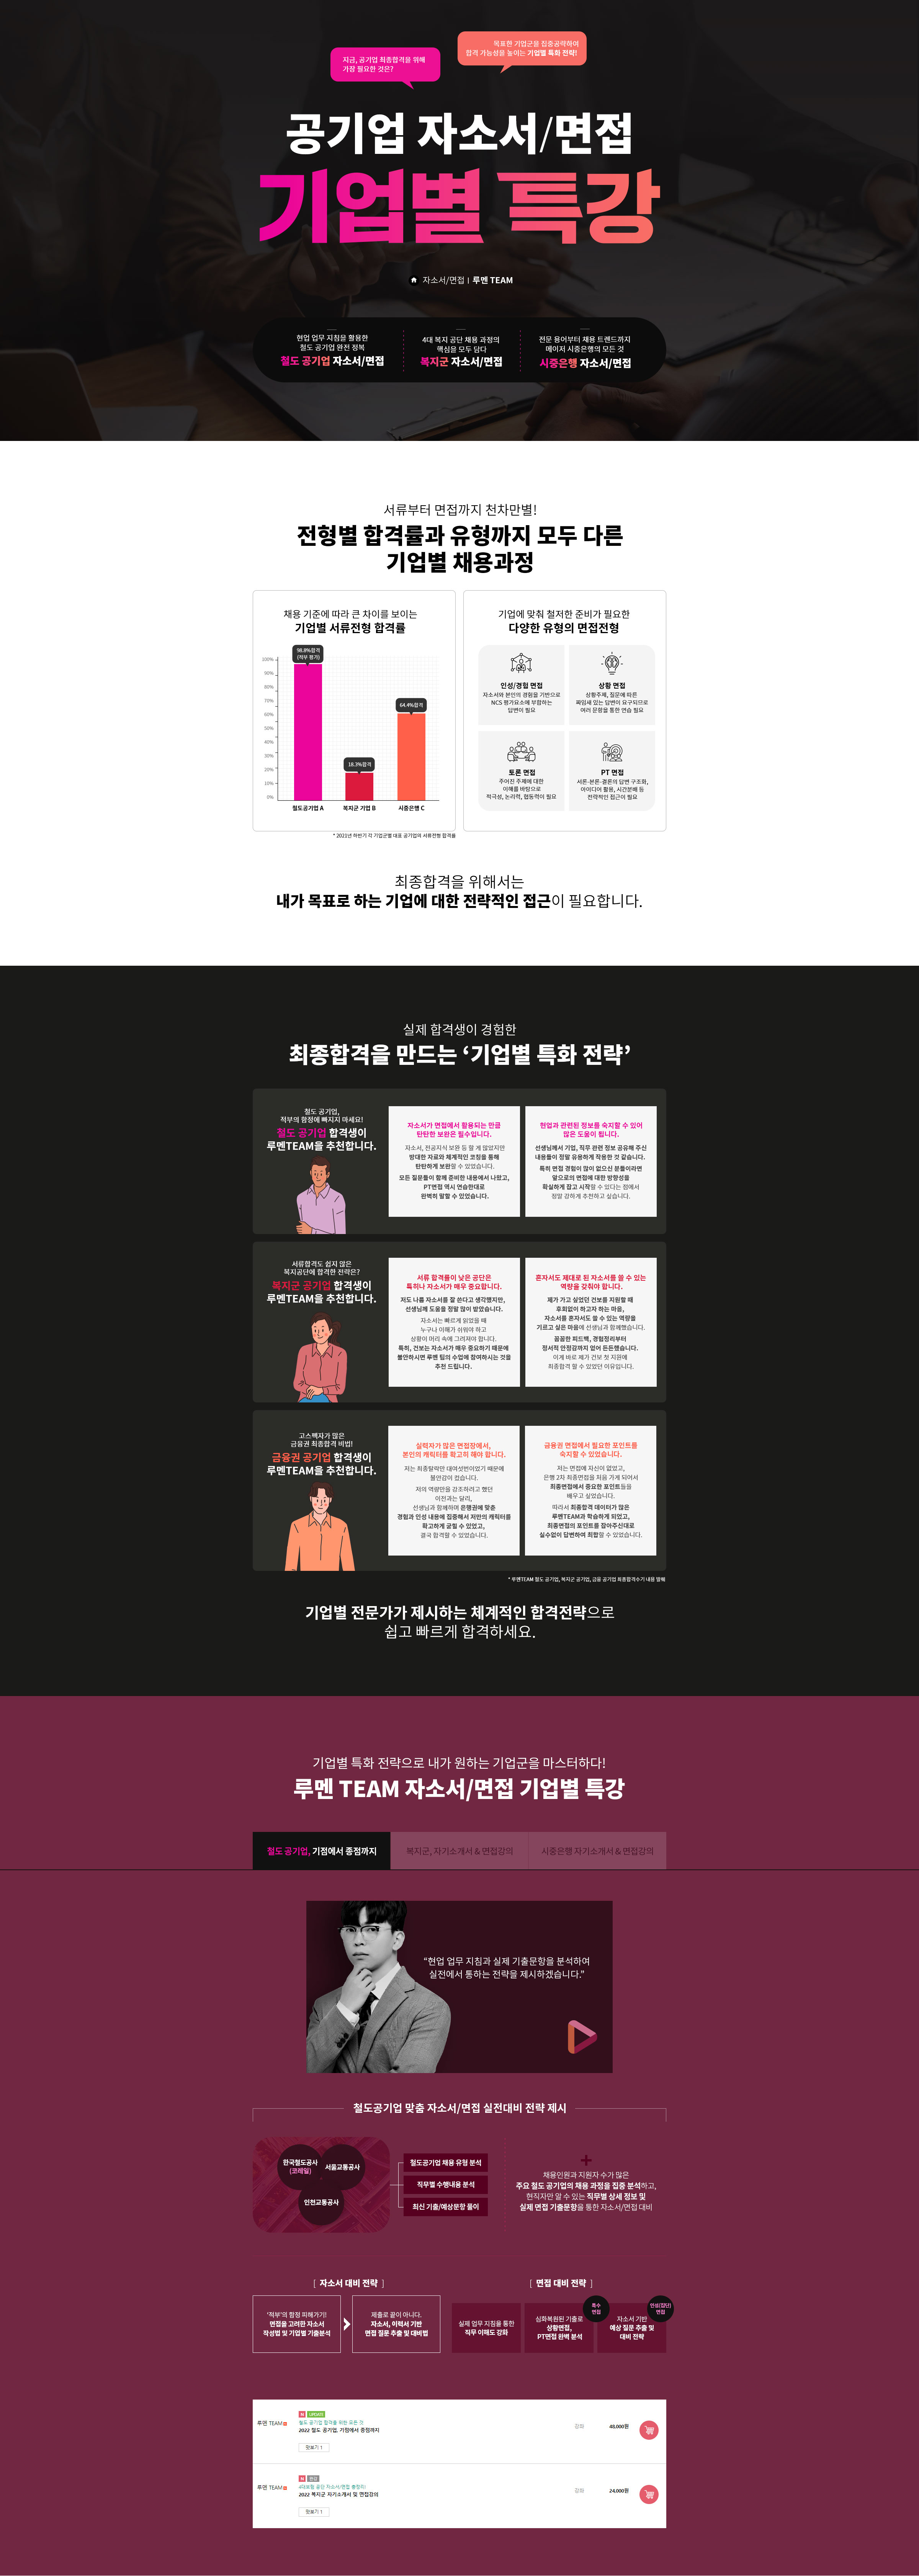 지금, 공기업 최종합격을 위해
가장 필요한 것은?
목표한 기업군을 집중공략하여
합격 가능성을 높이는 기업별 특화 전략!
공기업 자소서/면접
기업별 특강
자소서/면접 | 루멘 TEAM
현업 업무 지침을 활용한
철도 공기업 완전 정복
철도 공기업 자소서/면접
4대 복지 공단 채용 과정의
핵심을 모두 담다
복지군 자소서/면접
전문 용어부터 채용 트렌드까지
메이저 시중은행의 모든 것
시중은행 자소서/면접
서류부터 면접까지 천차만별!
전형별 합격률과 유형까지 모두 다른
기업별 채용과정
채용 기준에 따라 큰 차이를 보이는
기업별 서류전형 합격률
98.8%합격
(적부 평가)
64.4%합격
18.3%합격
100%
90%
80%
70%
60%
50%
40%
30%
20%
10%
0%
철도공기업 A
복지군 기업 B
시중은행 C
* 2021년 하반기 각 기업군별 대표 공기업의 서류전형 합격률
기업에 맞춰 철저한 준비가 필요한
다양한 유형의 면접전형
인성/경험 면접
자소서와 본인의 경험을 기반으로
NCS 평가요소에 부합하는
답변이 필요
상황 면접
상황주제, 질문에 따른
짜임새 있는 답변이 요구되므로
여러 문항을 통한 연습 필요
토론 면접
주어진 주제에 대한
이해를 바탕으로
적극성, 논리력, 협동력이 필요
PT 면접
서론-본론-결론의 답변 구조화,
아이디어 활용, 시간분배 등
전략적인 접근이 필요
최종합격을 위해서는
내가 목표로 하는 기업에 대한 전략적인 접근이 필요합니다.
실제 합격생이 경험한
최종합격을 만드는 ‘기업별 특화 전략’
철도 공기업,
적부의 함정에 빠지지 마세요!
철도 공기업 합격생이
루멘TEAM을 추천합니다.
자소서가 면접에서 활용되는 만큼
탄탄한 보완은 필수입니다.
자소서, 전공지식 보완 등 할 게 많았지만
방대한 자료와 체계적인 코칭을 통해
탄탄하게 보완할 수 있었습니다.
모든 질문들이 함께 준비한 내용에서 나왔고,
PT면접 역시 연습한대로
완벽히 말할 수 있었습니다.
현업과 관련된 정보를 숙지할 수 있어
많은 도움이 됩니다.
선생님께서 기업, 직무 관련 정보 공유해 주신
내용들이 정말 유용하게 작용한 것 같습니다.
특히 면접 경험이 많이 없으신 분들이라면
앞으로의 면접에 대한 방향성을
확실하게 잡고 시작할 수 있다는 점에서
정말 강하게 추천하고 싶습니다.
서류합격도 쉽지 않은
복지공단에 합격한 전략은?
복지군 공기업 합격생이
루멘TEAM을 추천합니다.
서류 합격률이 낮은 공단은
특히나 자소서가 매우 중요합니다.
저도 나름 자소서를 잘 쓴다고 생각했지만,
선생님께 도움을 정말 많이 받았습니다.
자소서는 빠르게 읽었을 때
누구나 이해가 쉬워야 하고
상황이 머리 속에 그려져야 합니다.
특히, 건보는 자소서가 매우 중요하기 때문에
불안하시면 루멘 팀의 수업에 참여하시는 것을
추천 드립니다.
혼자서도 제대로 된 자소서를 쓸 수 있는
역량을 갖춰야 합니다.
제가 가고 싶었던 건보를 지원할 때
후회없이 하고자 하는 마음,
자소서를 혼자서도 쓸 수 있는 역량을
기르고 싶은 마음에 선생님과 함께했습니다.
꼼꼼한 피드백, 경험정리부터
정서적 안정감까지 얻어 든든했습니다.
이게 바로 제가 건보 첫 지원에
최종합격 할 수 있었던 이유입니다.
고스펙자가 많은
금융권 최종합격 비법!
금융권 공기업 합격생이
루멘TEAM을 추천합니다.
실력자가 많은 면접장에서,
본인의 캐릭터를 확고히 해야 합니다.
저는 최종탈락만 대여섯번이었기 때문에
불안감이 컸습니다.
저의 역량만을 강조하려고 했던
이전과는 달리,
선생님과 함께하며 은행권에 맞춘
경험과 인성 내용에 집중해서 저만의 캐릭터를
확고하게 굳힐 수 있었고,
결국 합격할 수 있었습니다.
금융권 면접에서 필요한 포인트를
숙지할 수 있었습니다.
저는 면접에 자신이 없었고,
은행 2차 최종면접을 처음 가게 되어서
최종면접에서 중요한 포인트들을
배우고 싶었습니다.
따라서 최종합격 데이터가 많은
루멘TEAM과 학습하게 되었고,
최종면접의 포인트를 잡아주신대로
실수없이 답변하여 최합할 수 있었습니다.
* 루멘TEAM 철도 공기업, 복지군 공기업, 금융 공기업 최종합격수기 내용 발췌
기업별 전문가가 제시하는 체계적인 합격전략으로
쉽고 빠르게 합격하세요.
기업별 특화 전략으로 내가 원하는 기업군을 마스터하다!
루멘 TEAM 자소서/면접 기업별 특강
철도 공기업, 기점에서 종점까지
복지군, 자기소개서 & 면접강의
시중은행 자기소개서 & 면접강의
“현업 업무 지침과 실제 기출문항을 분석하여
실전에서 통하는 전략을 제시하겠습니다.”
철도공기업 맞춤 자소서/면접 실전대비 전략 제시
한국철도공사
(코레일)
서울교통공사
인천교통공사
철도공기업 채용 유형 분석
직무별 수행내용 분석
최신 기출/예상문항 풀이
+
채용인원과 지원자 수가 많은
주요 철도 공기업의 채용 과정을 집중 분석하고,
현직자만 알 수 있는 직무별 상세 정보 및
실제 면접 기출문항을 통한 자소서/면접 대비
[ 자소서 대비 전략 ]
'적부'의 함정 피해가기!
면접을 고려한 자소서
작성법 및 기업별 기출분석
제출로 끝이 아니다.
자소서, 이력서 기반
면접 질문 추출 및 대비법
[ 면접 대비 전략 ]
실제 업무 지침을 통한
직무 이해도 강화
특수
면접
심화복원된 기출로
상황면접,
PT면접 완벽 분석
인성(집단)
면접
자소서 기반
예상 질문 추출 및
대비 전략
루멘 TEAM
UPDATE
철도 공기업 합격을 위한 모든 것
2022 철도 공기업, 기점에서 종점까지
맛보기 1
강좌
48,000원
루멘 TEAM
4대보험 공단 자소서/면접 총정리!
2022 복지군 자기소개서 및 면접강의
맛보기 1
강좌
24,000원